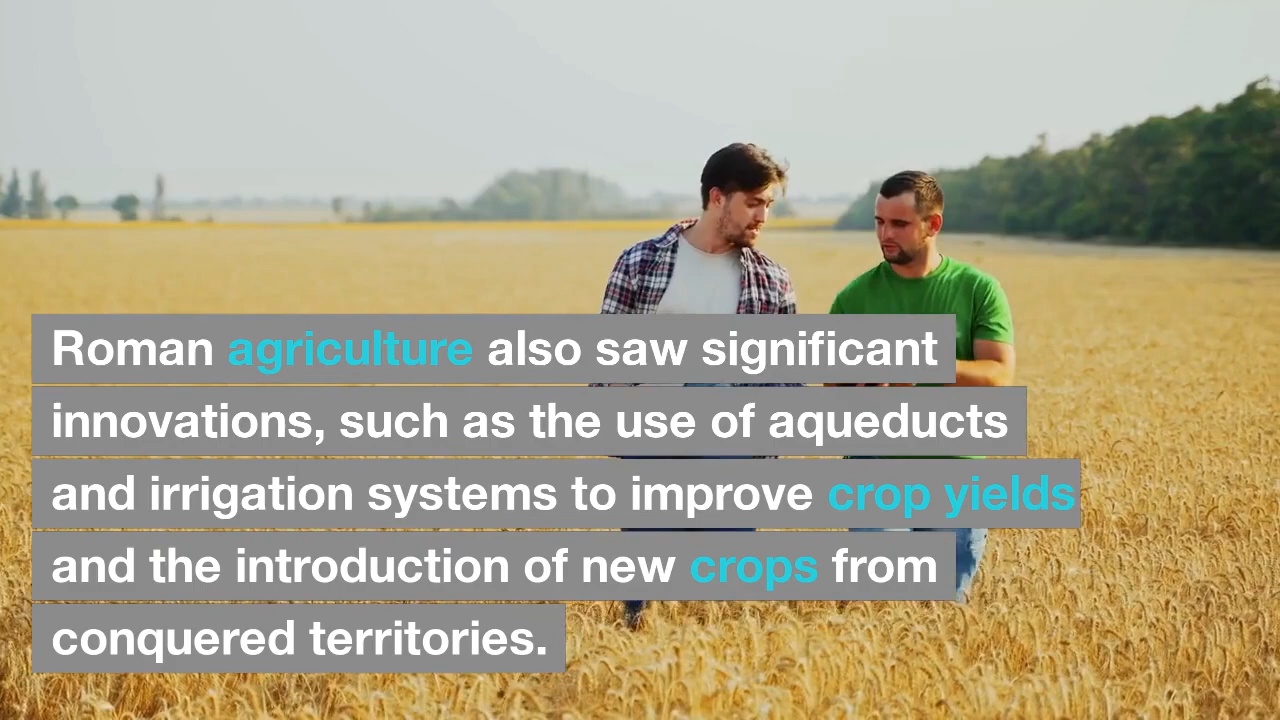 Roman agriculture also saw significant
innovations, such as the use of aqueducts
and irrigation systems to improve crop yields
and the introduction of new crops from
conquered territories.